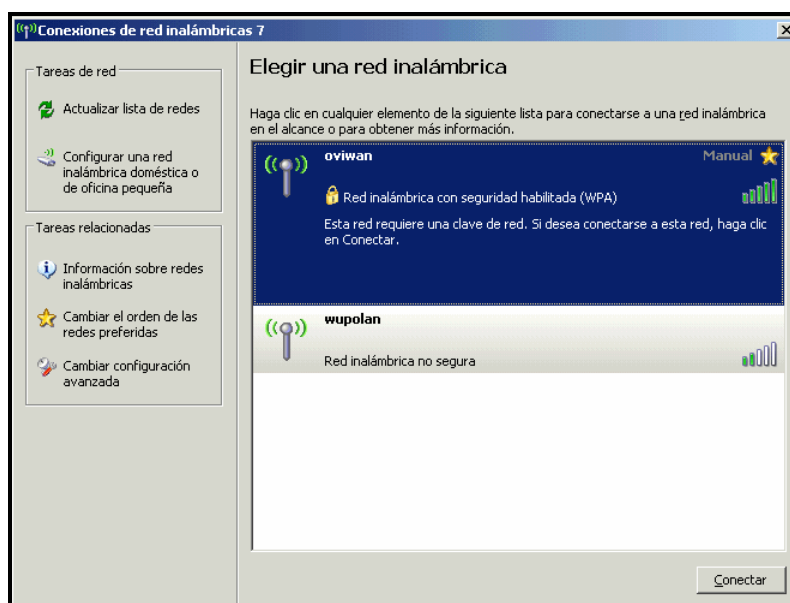 Conexiones de red inalámbricas 7
Tareas de red
Actualizar lista de redes
Configurar una red
inalámbrica doméstica o
de oficina pequeña
Tareas relacionadas
Información sobre redes
inalámbricas
Cambiar el orden de las
redes preferidas
Cambiar configuración
avanzada
Elegir una red inalámbrica
Haga clic en cualquier elemento de la siguiente lista para conectarse a una red inalámbrica
en el alcance o para obtener más información.
oviwan
Manual
Red inalámbrica con seguridad habilitada (WPA)
Esta red requiere una clave de red. Si desea conectarse a esta red, haga clic
en Conectar.
wupolan
Red inalámbrica no segura
Conectar